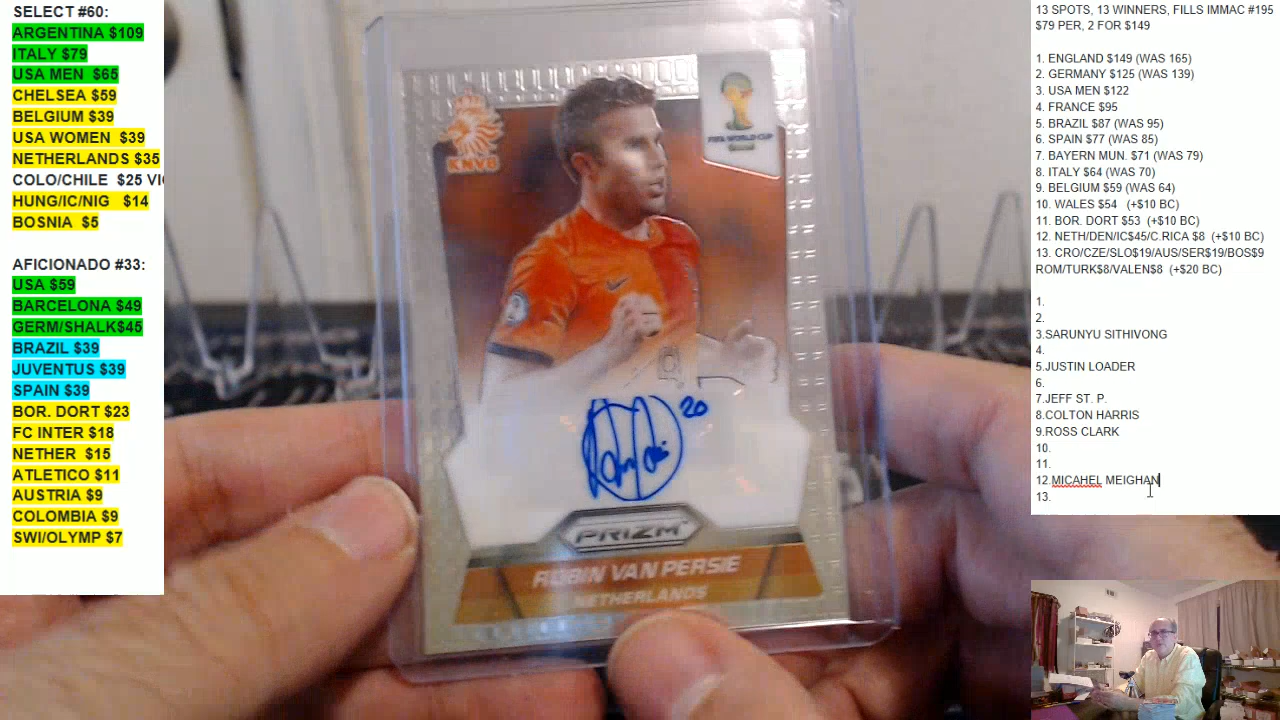 SELECT #60:
ARGENTINA $109
ITALY $79
USA MEN $65
CHELSEA $59
BELGIUM $39
USA WOMEN $39
NETHERLANDS $35
COLO/CHILE $25 VI
HUNG/IC/NIG $14
BOSNIA $5
AFICIONADO #33:
USA $59
BARCELONA $49
GERM/SHALK$45
BRAZIL $39
JUVENTUS $39
SPAIN $39
BOR. DORT $23
FC INTER $18
NETHER $15
ATLETICO $11
AUSTRIA $9
COLOMBIA $9
SWI/OLYMP $7
KNVB
FIFA WORLD CUP
20
PRIZM
ROBIN VAN PERSIE
NETHERLANDS
13 SPOTS, 13 WINNERS, FILLS IMMAC #195
$79 PER, 2 FOR $149
1. ENGLAND $149 (WAS 165)
2. GERMANY $125 (WAS 139)
3. USA MEN $122
4. FRANCE $95
5. BRAZIL $87 (WAS 95)
6. SPAIN $77 (WAS 85)
7. BAYERN MUN. $71 (WAS 79)
8. ITALY $64 (WAS 70)
9. BELGIUM $59 (WAS 64)
10. WALES $54 (+$10 BC)
11. BOR. DORT $53 (+$10 BC)
12. NETH/DEN/IC$45/C.RICA $8 (+$10 BC)
13. CRO/CZE/SLO$19/AUS/SER$19/BOS$9
ROM/TURK$8/VALEN$8 (+$20 BC)
1.
2.
3.SARUNYU SITHIVONG
4.
5.JUSTIN LOADER
6.
7.JEFF ST. P.
8.COLTON HARRIS
9.ROSS CLARK
10.
11.
12.MICAHEL MEIGHAN
13.